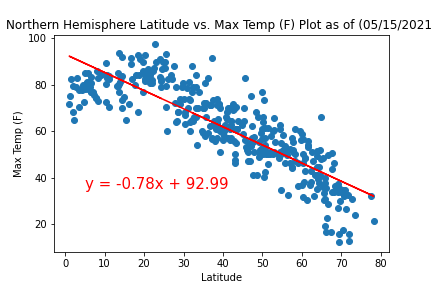 Northern Hemisphere Latitude vs. Max Temp (F) Plot as of (05/15/2021
100
80
60
40
20
Max Temp (F)
y = -0.78x + 92.99
0 10 20 30 40 50 60 70 80
Latitude